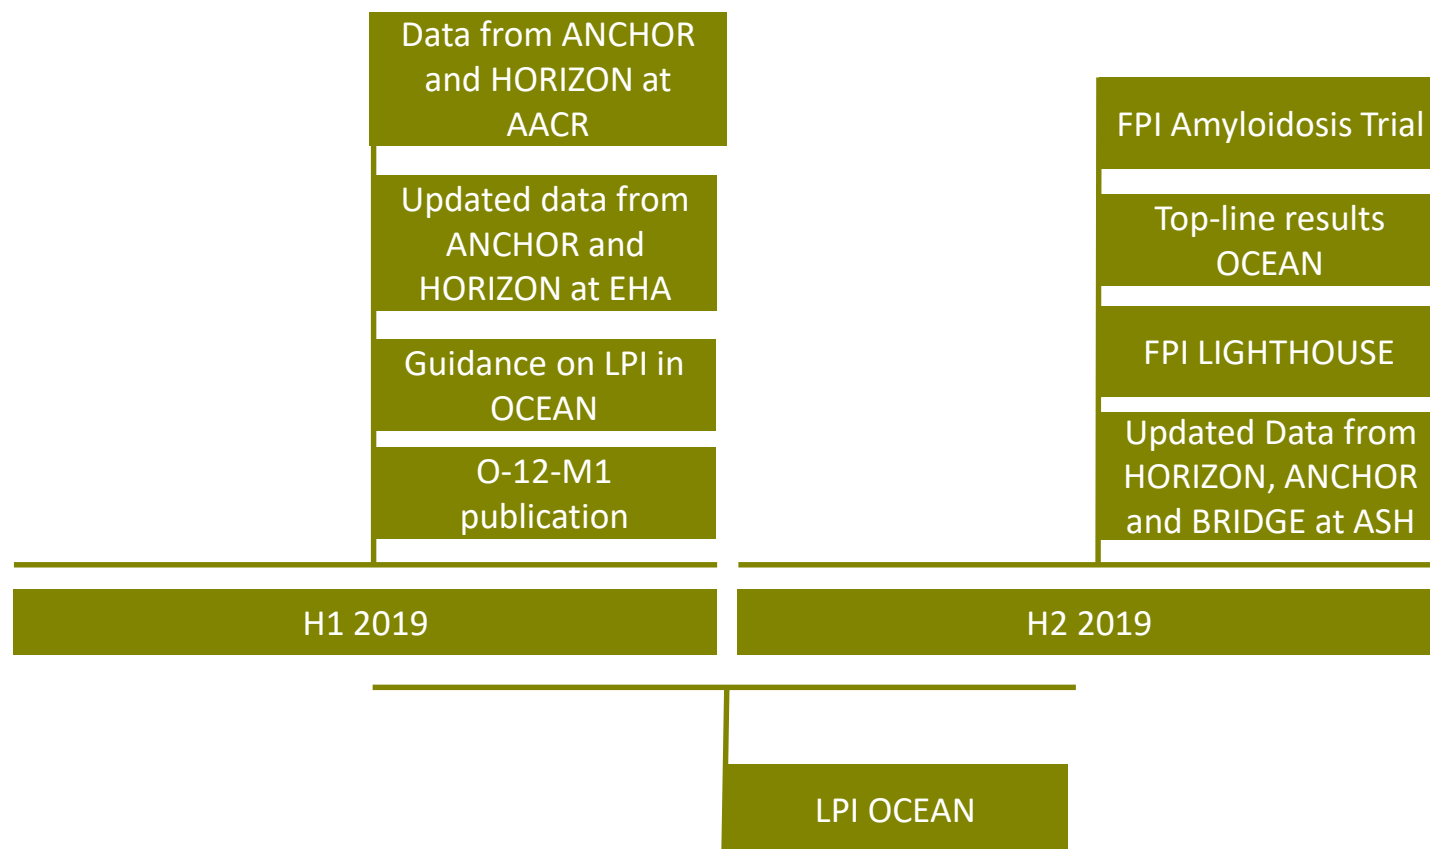 Data from ANCHOR
and HORIZON at
AACR
Updated data from
ANCHOR and
HORIZON at EHA
Guidance on LPI in
OCEAN
O-12-M1
publication
H1 2019
FPI Amyloidosis Trial
Top-line results
OCEAN
FPI LIGHTHOUSE
Updated Data from
HORIZON, ANCHOR
and BRIDGE at ASH
H2 2019
LPI OCEAN